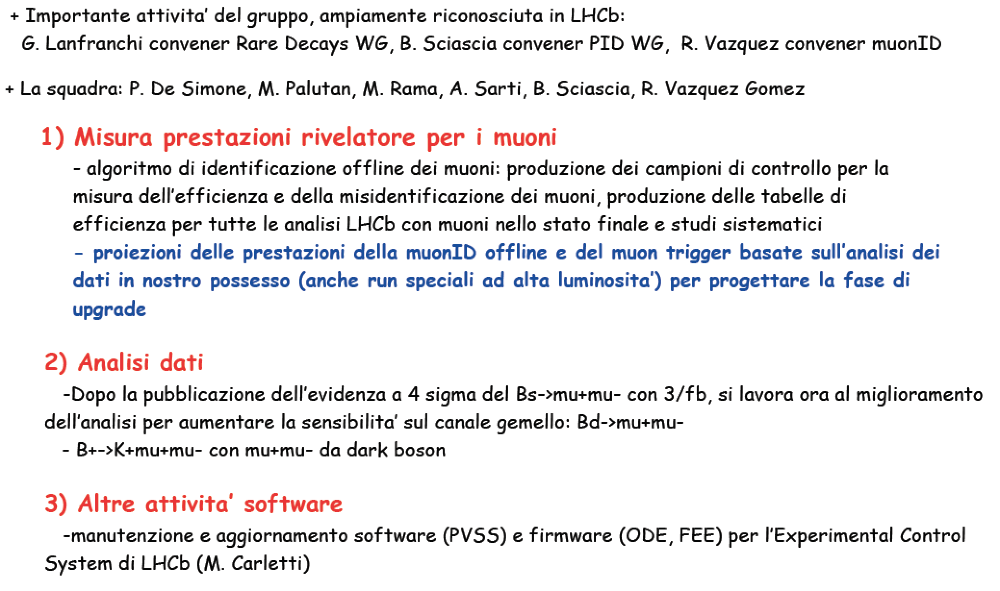 + Importante attivita' del gruppo, ampiamente riconosciuta in LHCb:
G. Lanfranchi convener Rare Decays WG, B. Sciascia convener PID WG, R. Vazquez convener muonID
+ La squadra: P. De Simone, M. Palutan, M. Rama, A. Sarti, B. Sciascia, R. Vazquez Gomez
1) Misura prestazioni rivelatore per i muoni
- algoritmo di identificazione offline dei muoni: produzione dei campioni di controllo per la
misura dell'efficienza e della misidentificazione dei muoni, produzione delle tabelle di
efficienza per tutte le analisi LHCb con muoni nello stato finale e studi sistematici
- proiezioni delle prestazioni della muonID offline e del muon trigger basate sull'analisi dei
dati in nostro possesso (anche run speciali ad alta luminosita') per progettare la fase di
upgrade
2) Analisi dati
-Dopo la pubblicazione dell'evidenza a 4 sigma del Bs->mu+mu- con 3/fb, si lavora ora al miglioramento
dell'analisi per aumentare la sensibilita' sul canale gemello: Bd->mu+mu-
- B+->K+mu+mu- con mu+mu- da dark boson
3) Altre attivita' software
-manutenzione e aggiornamento software (PVSS) e firmware (ODE, FEE) per l'Experimental Control
System di LHCb (M. Carletti)